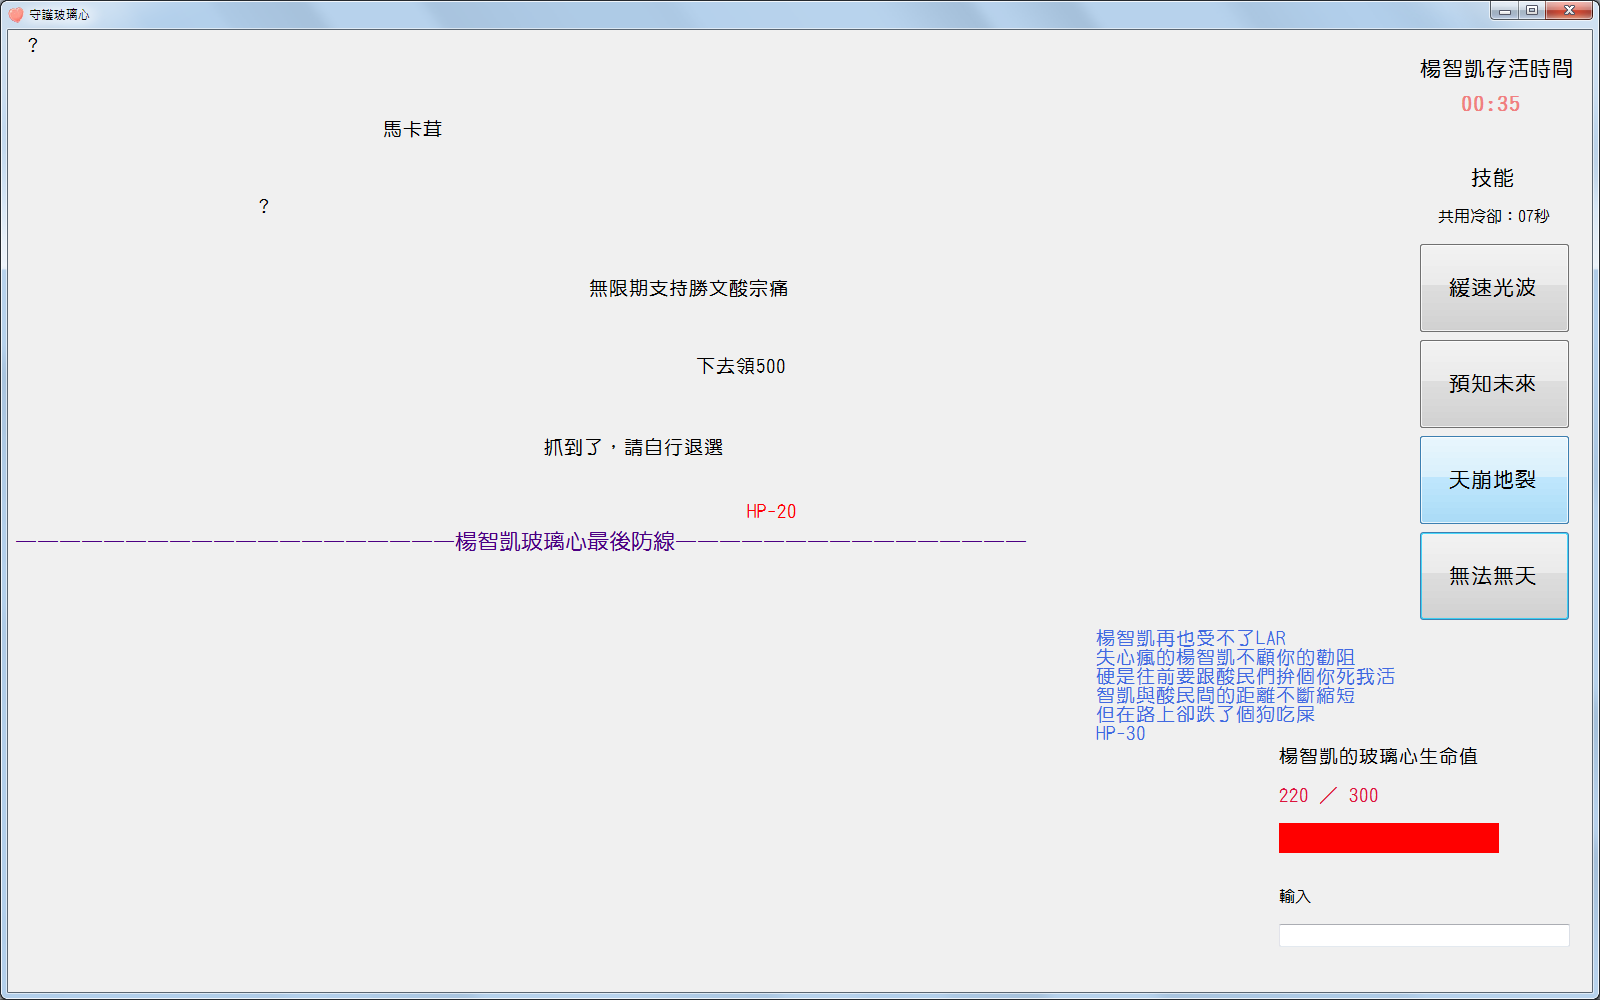 守護玻璃心
?
楊智凱存活時間
00:35
馬卡茸
技能
?
共用冷卻：07秒
緩速光波
無限期支持勝文酸宗痛
下去領500
預知未來
抓到了，請自行退選
天崩地裂
HP-20
————————————————————楊智凱玻璃心最後防線————————————————
無法無天
楊智凱再也受不了LAR
失心瘋的楊智凱不顧你的勸阻
硬是往前要跟酸民們拚個你死我活
智凱與酸民間的距離不斷縮短
但在路上卻跌了個狗吃屎
HP-30
楊智凱的玻璃心生命值
220 ／ 300
輸入